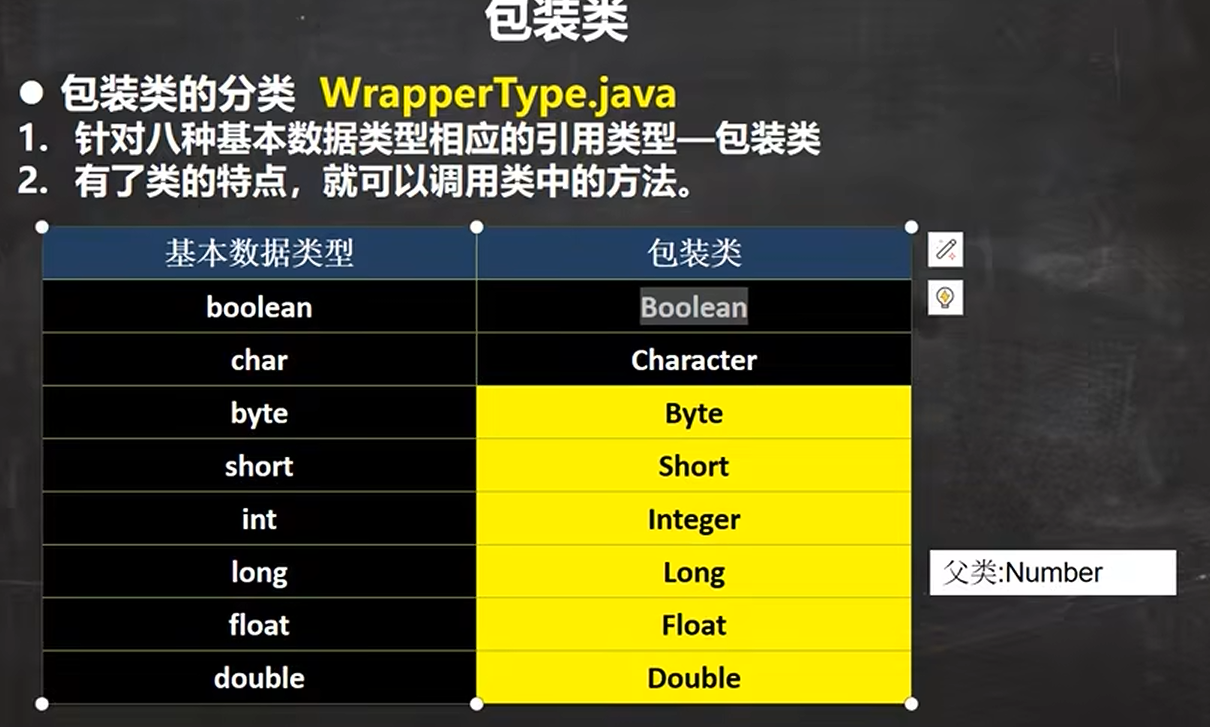 包装类
● 包装类的分类 WrapperType.java
1. 针对八种基本数据类型相应的引用类型—包装类
2. 有了类的特点，就可以调用类中的方法。
基本数据类型 包装类
boolean Boolean
char Character
byte Byte
short Short
int Integer
long Long
float Float
double Double
父类:Number